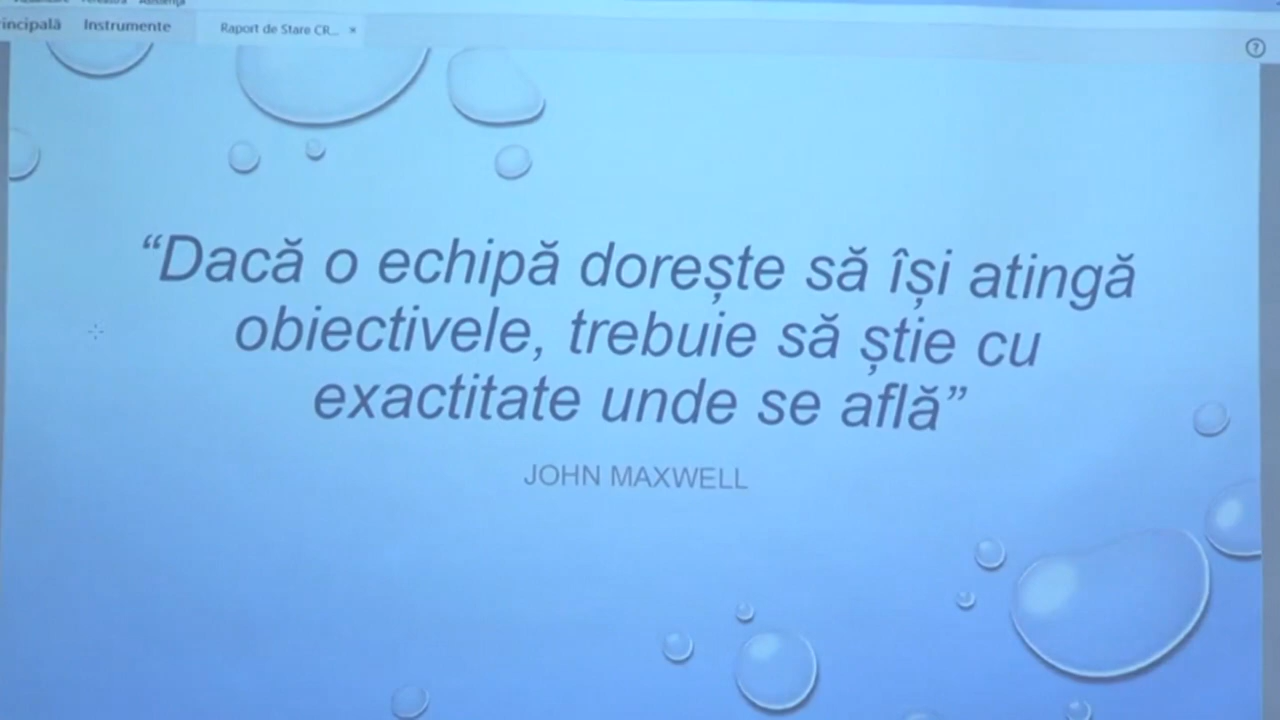 Instrumente
Raport de Stare CR...
"Dacă o echipă dorește să își atingă
obiectivele, trebuie să știe cu
exactitate unde se află”
JOHN MAXWELL